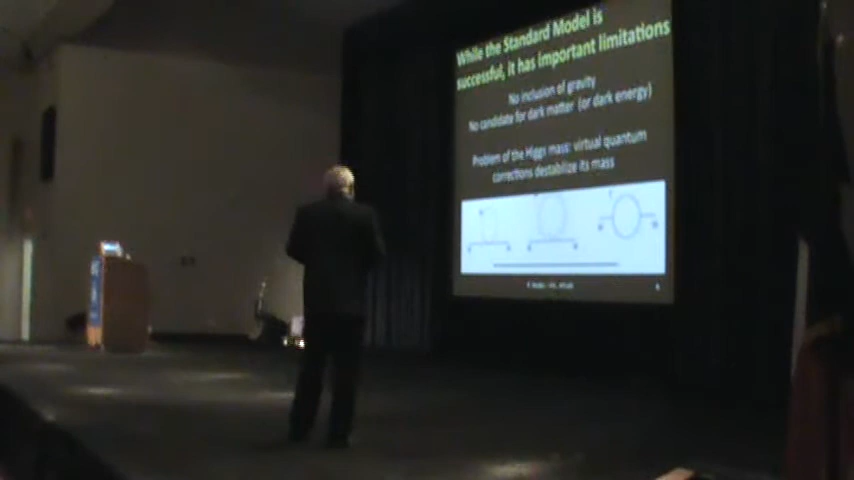 While the Standard Model is
successful, it has important limitations
No inclusion of gravity
No candidate for dark matter (or dark energy)
Problem of the Higgs mass: virtual quantum
corrections destabilize its mass